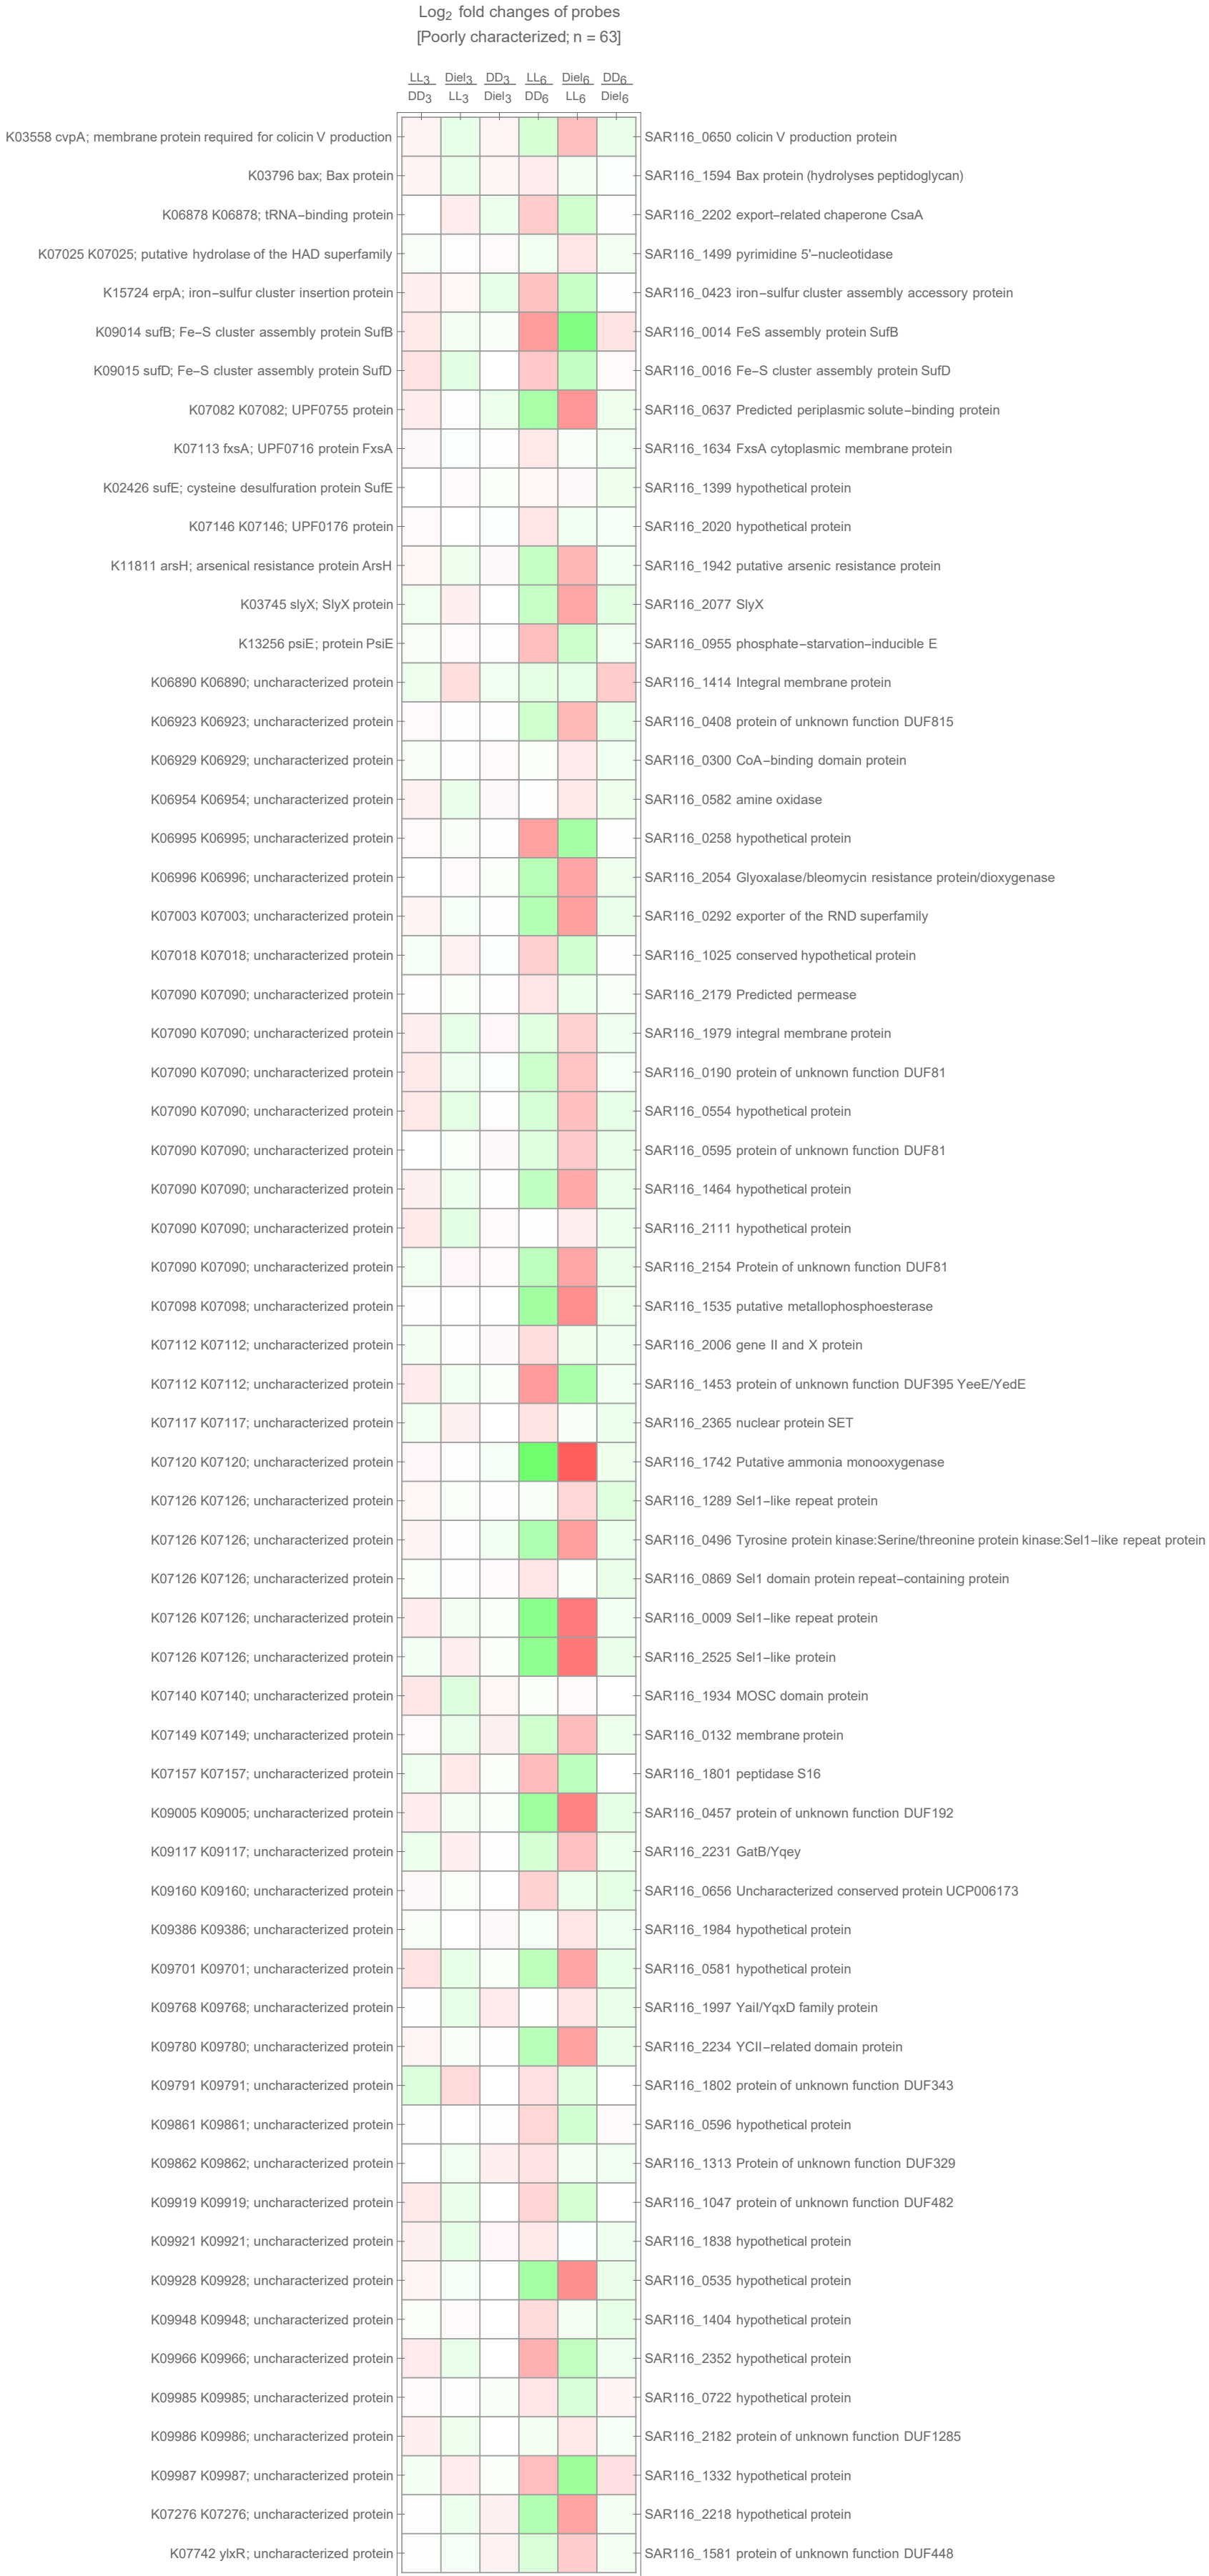 Log2 fold changes of probes
[Poorly characterized; n = 63]
LL3 Diel3 DD3 LL6 Diel6 DD6
DD3 LL3 Diel3 DD6 LL6 Diel6
K03558 cvpA; membrane protein required for colicin V production SAR116_0650 colicin V production protein
K03796 bax; Bax protein SAR116_1594 Bax protein (hydrolyses peptidoglycan)
K06878 K06878; tRNA-binding protein SAR116_2202 export-related chaperone CsaA
K07025 K07025; putative hydrolase of the HAD superfamily SAR116_1499 pyrimidine 5'-nucleotidase
K15724 erpA; iron-sulfur cluster insertion protein SAR116_0423 iron-sulfur cluster assembly accessory protein
K09014 sufB; Fe-S cluster assembly protein SufB SAR116_0014 FeS assembly protein SufB
K09015 sufD; Fe-S cluster assembly protein SufD SAR116_0016 Fe-S cluster assembly protein SufD
K07082 K07082; UPF0755 protein SAR116_0637 Predicted periplasmic solute-binding protein
K07113 fxsA; UPF0716 protein FxsA SAR116_1634 FxsA cytoplasmic membrane protein
K02426 sufE; cysteine desulfuration protein SufE SAR116_1399 hypothetical protein
K07146 K07146; UPF0176 protein SAR116_2020 hypothetical protein
K11811 arsH; arsenical resistance protein ArsH SAR116_1942 putative arsenic resistance protein
K03745 slyX; SlyX protein SAR116_2077 SlyX
K13256 psiE; protein PsiE SAR116_0955 phosphate-starvation-inducible E
K06890 K06890; uncharacterized protein SAR116_1414 Integral membrane protein
K06923 K06923; uncharacterized protein SAR116_0408 protein of unknown function DUF815
K06929 K06929; uncharacterized protein SAR116_0300 CoA-binding domain protein
K06954 K06954; uncharacterized protein SAR116_0582 amine oxidase
K06995 K06995; uncharacterized protein SAR116_0258 hypothetical protein
K06996 K06996; uncharacterized protein SAR116_2054 Glyoxalase/bleomycin resistance protein/dioxygenase
K07003 K07003; uncharacterized protein SAR116_0292 exporter of the RND superfamily
K07018 K07018; uncharacterized protein SAR116_1025 conserved hypothetical protein
K07090 K07090; uncharacterized protein SAR116_2179 Predicted permease
K07090 K07090; uncharacterized protein SAR116_1979 integral membrane protein
K07090 K07090; uncharacterized protein SAR116_0190 protein of unknown function DUF81
K07090 K07090; uncharacterized protein SAR116_0554 hypothetical protein
K07090 K07090; uncharacterized protein SAR116_0595 protein of unknown function DUF81
K07090 K07090; uncharacterized protein SAR116_1464 hypothetical protein
K07090 K07090; uncharacterized protein SAR116_2111 hypothetical protein
K07090 K07090; uncharacterized protein SAR116_2154 Protein of unknown function DUF81
K07098 K07098; uncharacterized protein SAR116_1535 putative metallophosphoesterase
K07112 K07112; uncharacterized protein SAR116_2006 gene II and X protein
K07112 K07112; uncharacterized protein SAR116_1453 protein of unknown function DUF395 YeeE/YedE
K07117 K07117; uncharacterized protein SAR116_2365 nuclear protein SET
K07120 K07120; uncharacterized protein SAR116_1742 Putative ammonia monooxygenase
K07126 K07126; uncharacterized protein SAR116_1289 Sel1-like repeat protein
K07126 K07126; uncharacterized protein SAR116_0496 Tyrosine protein kinase:Serine/threonine protein kinase:Sel1-like repeat protein
K07126 K07126; uncharacterized protein SAR116_0869 Sel1 domain protein repeat-containing protein
K07126 K07126; uncharacterized protein SAR116_0009 Sel1-like repeat protein
K07126 K07126; uncharacterized protein SAR116_2525 Sel1-like protein
K07140 K07140; uncharacterized protein SAR116_1934 MOSC domain protein
K07149 K07149; uncharacterized protein SAR116_0132 membrane protein
K07157 K07157; uncharacterized protein SAR116_1801 peptidase S16
K09005 K09005; uncharacterized protein SAR116_0457 protein of unknown function DUF192
K09117 K09117; uncharacterized protein SAR116_2231 GatB/Yqey
K09160 K09160; uncharacterized protein SAR116_0656 Uncharacterized conserved protein UCP006173
K09386 K09386; uncharacterized protein SAR116_1984 hypothetical protein
K09701 K09701; uncharacterized protein SAR116_0581 hypothetical protein
K09768 K09768; uncharacterized protein SAR116_1997 YaiI/YqxD family protein
K09780 K09780; uncharacterized protein SAR116_2234 YCII-related domain protein
K09791 K09791; uncharacterized protein SAR116_1802 protein of unknown function DUF343
K09861 K09861; uncharacterized protein SAR116_0596 hypothetical protein
K09862 K09862; uncharacterized protein SAR116_1313 Protein of unknown function DUF329
K09919 K09919; uncharacterized protein SAR116_1047 protein of unknown function DUF482
K09921 K09921; uncharacterized protein SAR116_1838 hypothetical protein
K09928 K09928; uncharacterized protein SAR116_0535 hypothetical protein
K09948 K09948; uncharacterized protein SAR116_1404 hypothetical protein
K09966 K09966; uncharacterized protein SAR116_2352 hypothetical protein
K09985 K09985; uncharacterized protein SAR116_0722 hypothetical protein
K09986 K09986; uncharacterized protein SAR116_2182 protein of unknown function DUF1285
K09987 K09987; uncharacterized protein SAR116_1332 hypothetical protein
K07276 K07276; uncharacterized protein SAR116_2218 hypothetical protein
K07742 ylxR; uncharacterized protein SAR116_1581 protein of unknown function DUF448